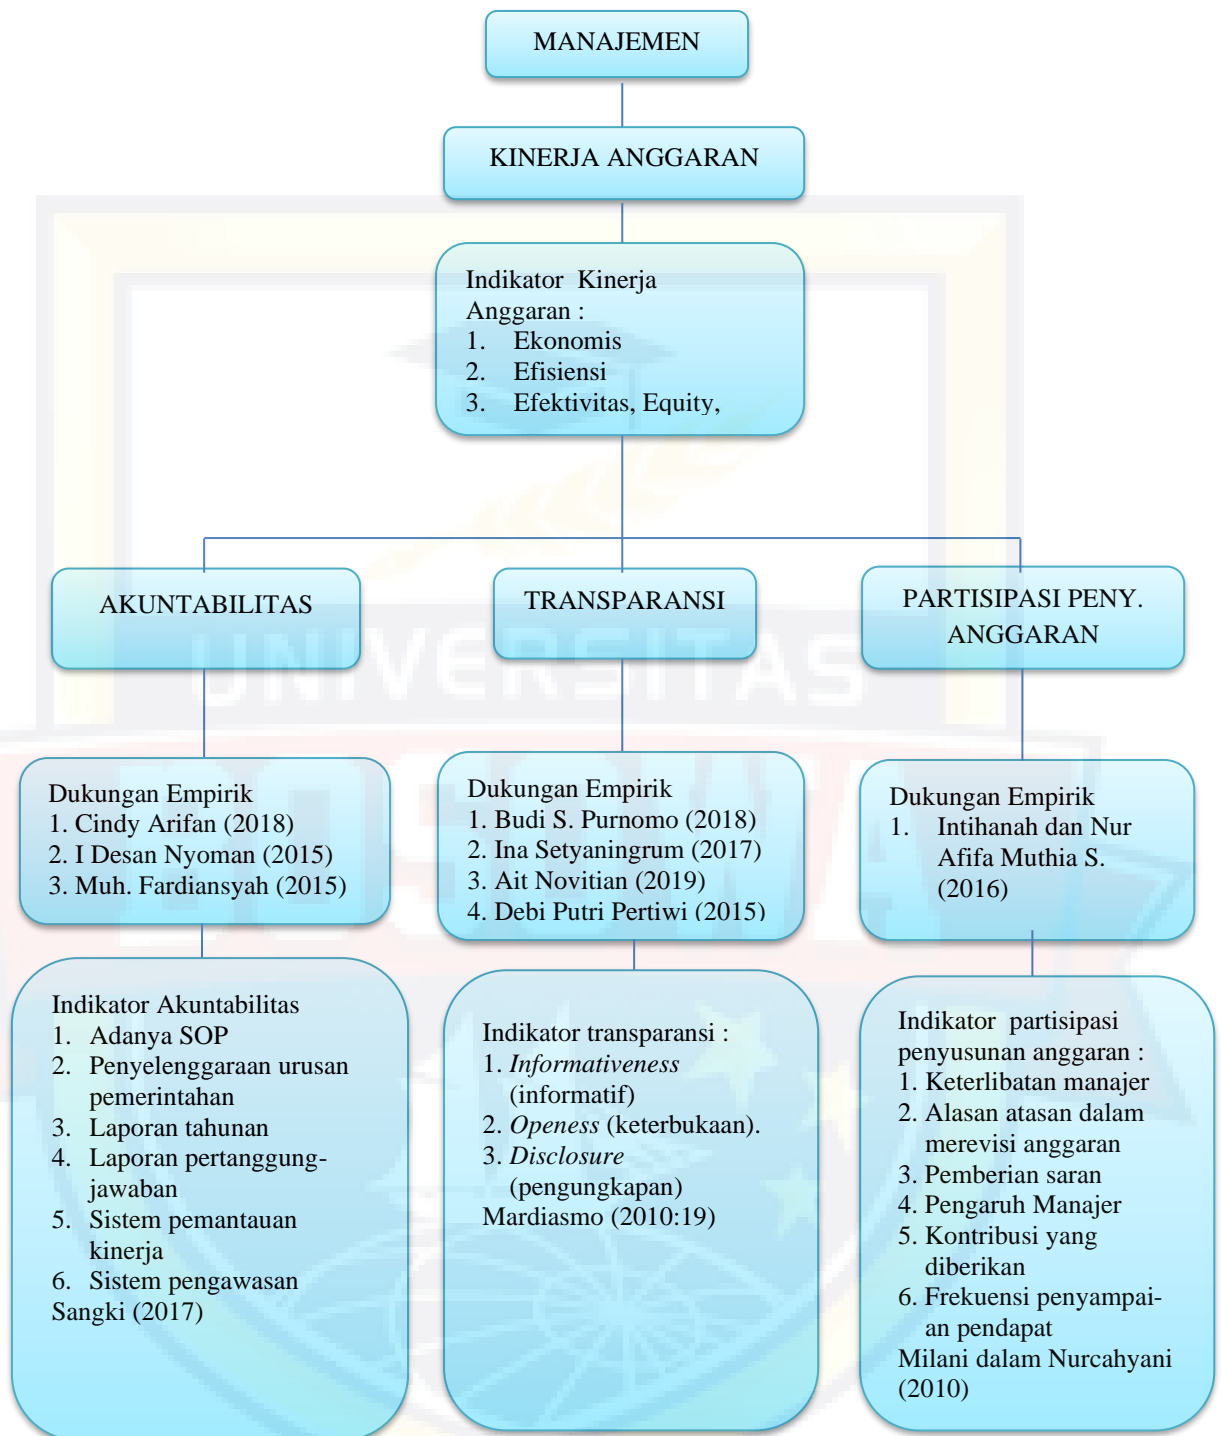 MANAJEMEN
KINERJA ANGGARAN
Indikator Kinerja
Anggaran :
1. Ekonomis
2. Efisiensi
3. Efektivitas, Equity,
AKUNTABILITAS
TRANSPARANSI
PARTISIPASI PENY.
ANGGARAN
Dukungan Empirik
1. Cindy Arifan (2018)
2. I Desan Nyoman (2015)
3. Muh. Fardiansyah (2015)
Dukungan Empirik
1. Budi S. Purnomo (2018)
2. Ina Setyaningrum (2017)
3. Ait Novitian (2019)
4. Debi Putri Pertiwi (2015)
Dukungan Empirik
1. Intihanah dan Nur
Afifa Muthia S.
(2016)
Indikator Akuntabilitas
1. Adanya SOP
2. Penyelenggaraan urusan
pemerintahan
3. Laporan tahunan
4. Laporan pertanggung-
jawaban
5. Sistem pemantauan
kinerja
6. Sistem pengawasan
Sangki (2017)
Indikator transparansi :
1. Informativeness
(informatif)
2. Openess (keterbukaan).
3. Disclosure
(pengungkapan)
Mardiasmo (2010:19)
Indikator partisipasi
penyusunan anggaran :
1. Keterlibatan manajer
2. Alasan atasan dalam
merevisi anggaran
3. Pemberian saran
4. Pengaruh Manajer
5. Kontribusi yang
diberikan
6. Frekuensi penyampai-
an pendapat
Milani dalam Nurcahyani
(2010)
UNIVERSITAS
BOSOWA